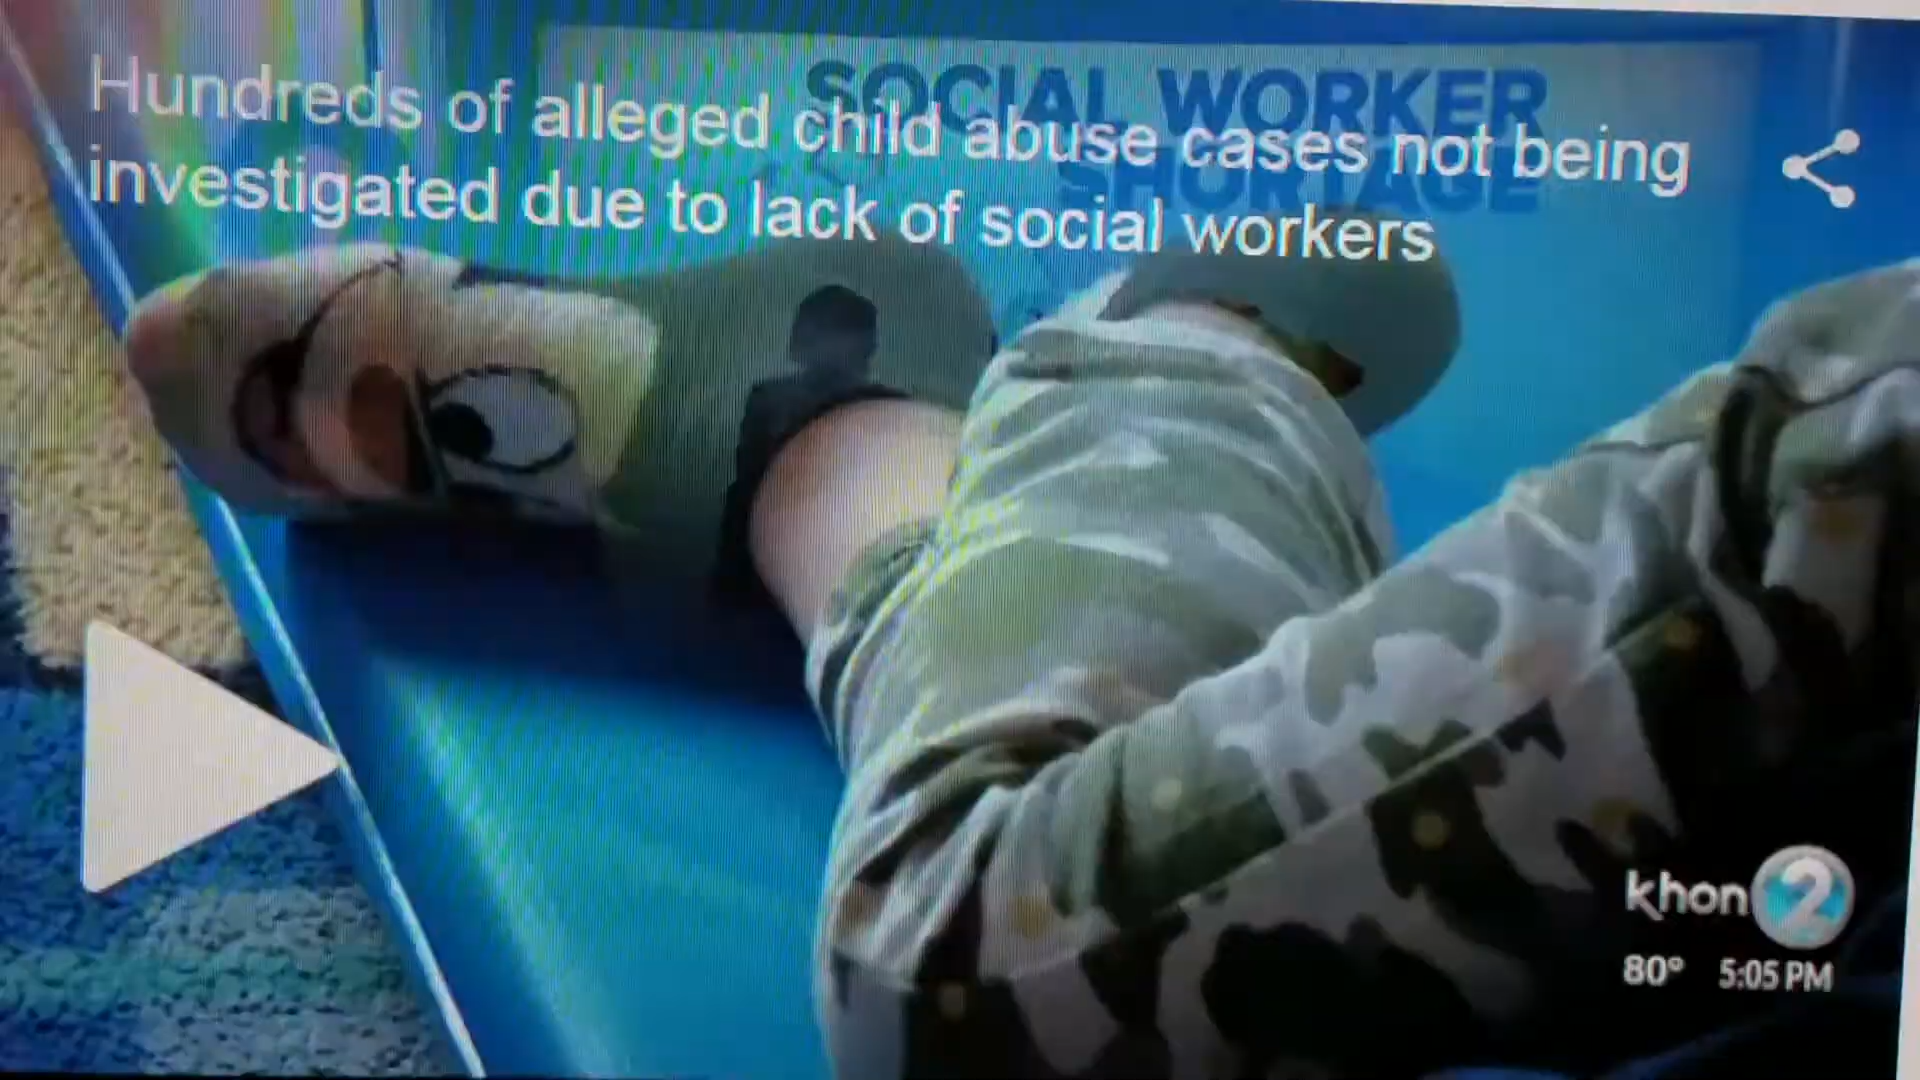 Hundreds of alleged child abuse cases not being
investigated due to lack of social workers
SOCIAL WORKER
SHORTAGE
khon 2
80° 5:05 PM